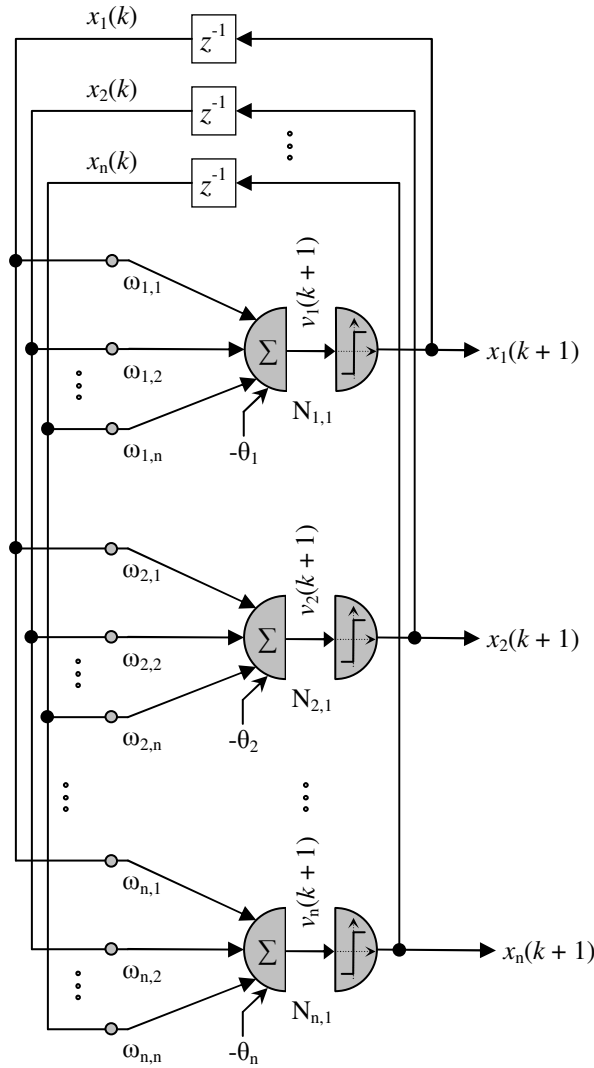 x₁(k)
z⁻¹
x₂(k)
z⁻¹
xₙ(k)
z⁻¹
ω₁,₁
v₁(k + 1)
Σ
x₁(k + 1)
ω₁,₂
N₁,₁
ω₁,ₙ
-θ₁
ω₂,₁
v₂(k + 1)
Σ
x₂(k + 1)
ω₂,₂
N₂,₁
ω₂,ₙ
-θ₂
ωₙ,₁
vₙ(k + 1)
Σ
xₙ(k + 1)
ωₙ,₂
Nₙ,₁
ωₙ,ₙ
-θₙ